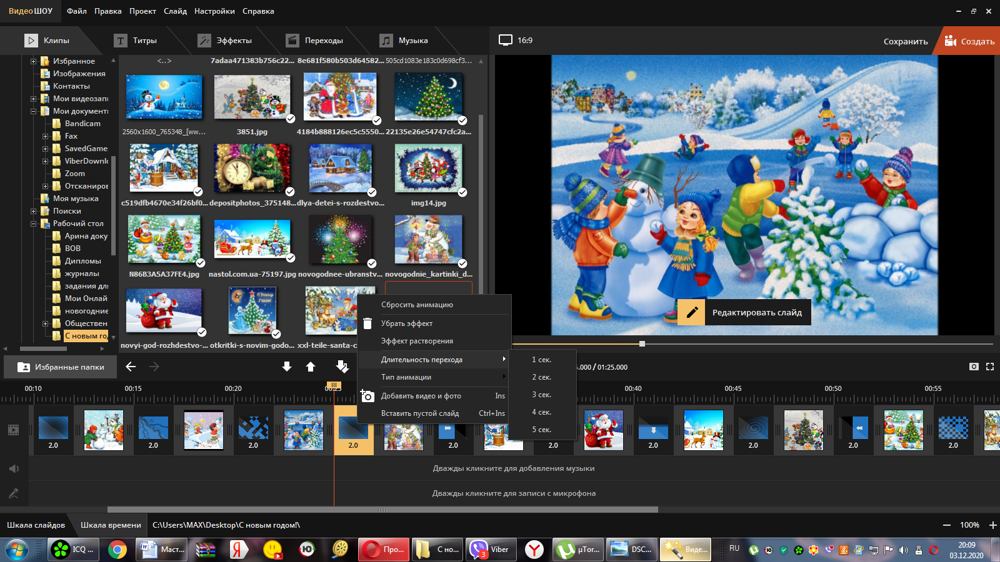 ВидеоШОУ Файл Правка Проект Слайд Настройки Справка
Клипы Титры Эффекты Переходы Музыка
16:9 Сохранить Создать
Избранное
Изображения
Контакты
Мои видеозапи
Мои документ
Bandicam
Fax
SavedGame
ViberDownlo
Zoom
Отсканиров
Моя музыка
Поиски
Рабочий стол
Арина доку
ВОВ
Дипломы
журналы
задания для
Мои Онлай
новогодние
Обществен
С новым год
<..> 7adaa471383b756c22... 8e681f580b503d64582... 505cd1083e183c0d698cf3...
2560x1600_765348_[ww... 3851.jpg 4184b888126ec5c5550... 22135e26e54747cfc2a...
c519dfb4670e34f26bf0... depositphotos_375148... dlya-detei-s-rozdestvo... img14.jpg
N86B3A5A37FE4.jpg nastol.com.ua-75197.jpg novogodnee-ubranstv... novogodnie_kartinki_d...
novyi-god-rozhdestvo-... otkritki-s-novim-godo... xxl-teile-santa-c
Редактировать слайд
Сбросить анимацию
Убрать эффект
Эффект растворения
Длительность перехода
Тип анимации
Добавить видео и фото Ins
Вставить пустой слайд Ctrl+Ins
1 сек.
2 сек.
3 сек.
4 сек.
5 сек.
Избранные папки
5.000 / 01:25.000
00:10 00:15 00:20 00:25 00:40 00:45 00:50 00:55
2.0 2.0 2.0 2.0 2.0 2.0 2.0 2.0 2.0 2.0
Дважды кликните для добавления музыки
Дважды кликните для записи с микрофона
Шкала слайдов Шкала времени C:\Users\MAX\Desktop\С новым годом!\ 100%
ICQ ... Маст... Про... С но... Viber µTor... DSC... Виде...
3
RU
20:09
03.12.2020